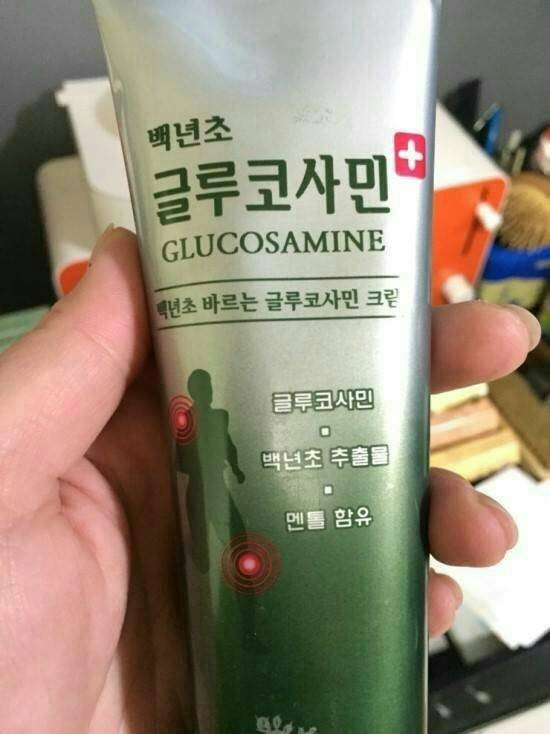 백년초
글루코사민
GLUCOSAMINE
백년초 바르는 글루코사민 크림
글루코사민
백년초 추출물
멘톨 함유